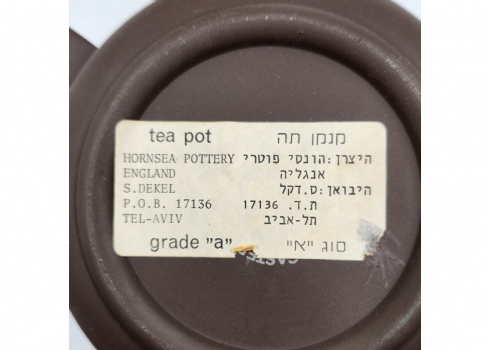 tea pot מנמן תה
HORNSEA POTTERY היצרן: הונסי פוטרי
ENGLAND אנגליה
S.DEKEL היבואן: ס.דקל
P.O.B. 17136 ת.ד. 17136
TEL-AVIV תל-אביב
grade "a" סוג "א"